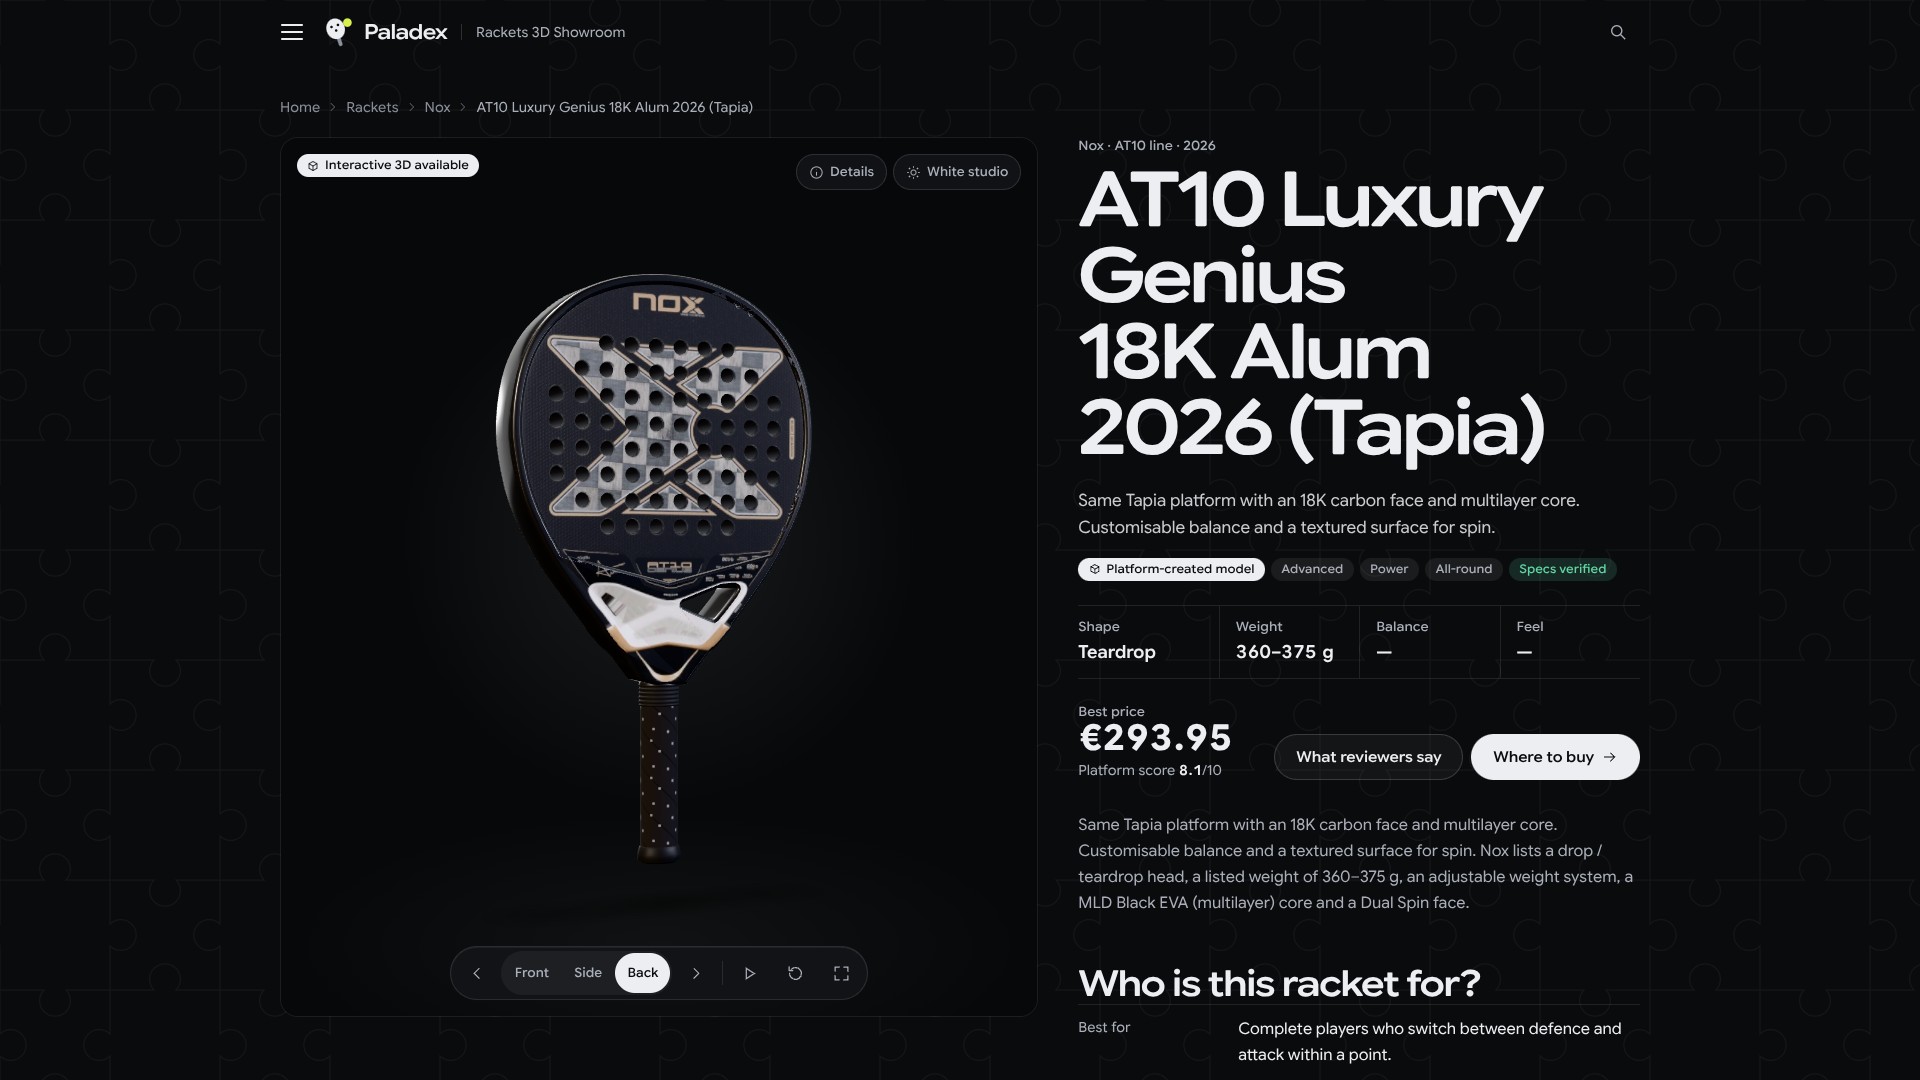 Paladex
Rackets 3D Showroom
Home > Rackets > Nox > AT10 Luxury Genius 18K Alum 2026 (Tapia)
Interactive 3D available
Details
White studio
nox
AT10
Front
Side
Back
Nox · AT10 line · 2026
AT10 Luxury
Genius
18K Alum
2026 (Tapia)
Same Tapia platform with an 18K carbon face and multilayer core.
Customisable balance and a textured surface for spin.
Platform-created model
Advanced
Power
All-round
Specs verified
Shape
Teardrop
Weight
360–375 g
Balance
—
Feel
—
Best price
€293.95
Platform score 8.1/10
What reviewers say
Where to buy →
Same Tapia platform with an 18K carbon face and multilayer core.
Customisable balance and a textured surface for spin. Nox lists a drop /
teardrop head, a listed weight of 360–375 g, an adjustable weight system, a
MLD Black EVA (multilayer) core and a Dual Spin face.
Who is this racket for?
Best for
Complete players who switch between defence and
attack within a point.